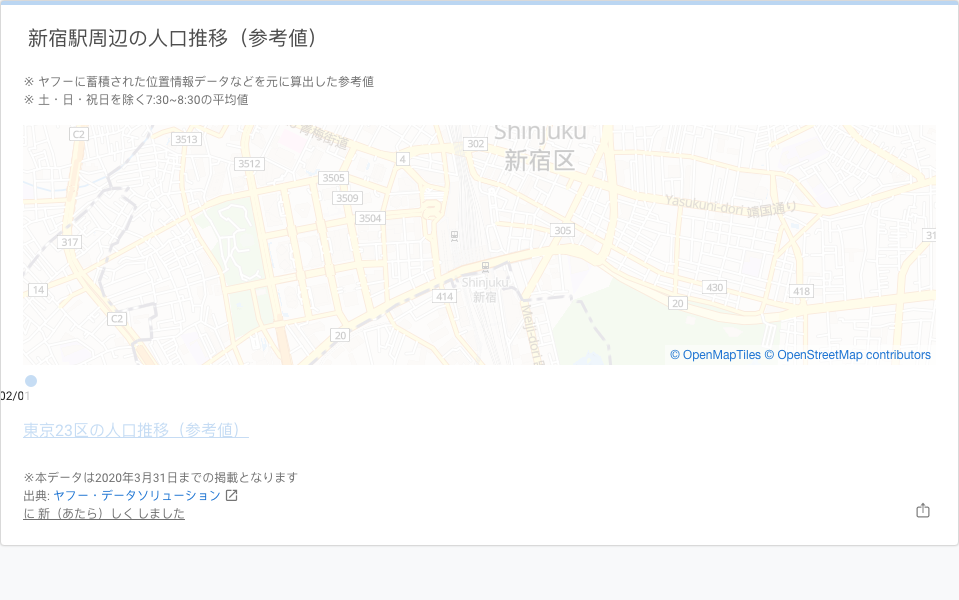 新宿駅周辺の人口推移（参考値）
※ ヤフーに蓄積された位置情報データなどを元に算出した参考値
※ 土・日・祝日を除く7:30~8:30の平均値
Shinjuku
新宿区
青梅街道
C2
3513
302
4
3512
3505
3509
3504
Yasukuni-dori 靖国通り
305
317
31
Shinjuku
新宿
14
414
430
418
20
C2
20
Meiji-dori
© OpenMapTiles © OpenStreetMap contributors
02/01
東京23区の人口推移（参考値）
※本データは2020年3月31日までの掲載となります
出典: ヤフー・データソリューション
に 新（あたら）しく しました